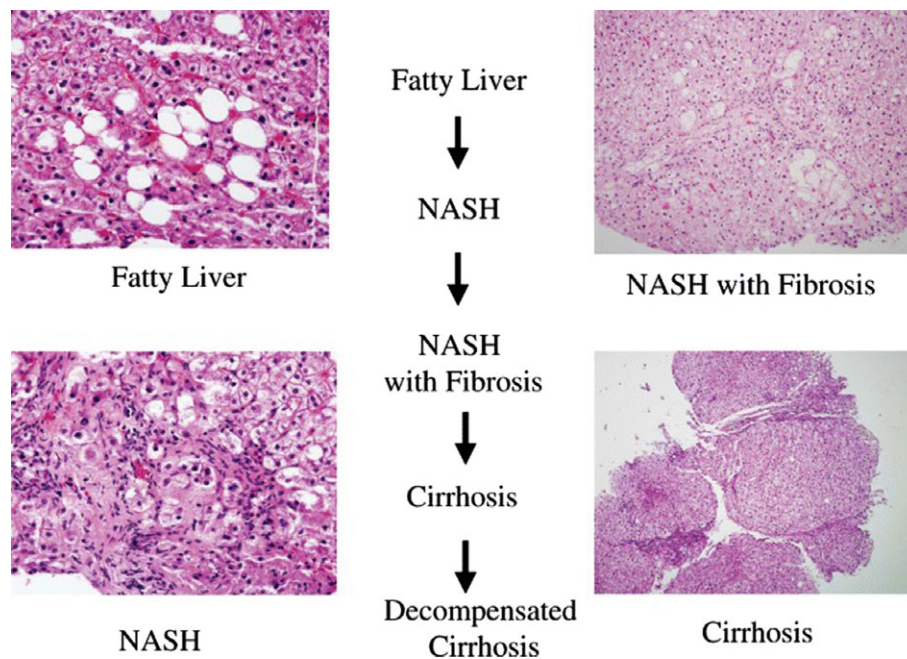 Fatty Liver
NASH
Fatty Liver
NASH
NASH
with Fibrosis
Cirrhosis
Decompensated
Cirrhosis
NASH with Fibrosis
Cirrhosis